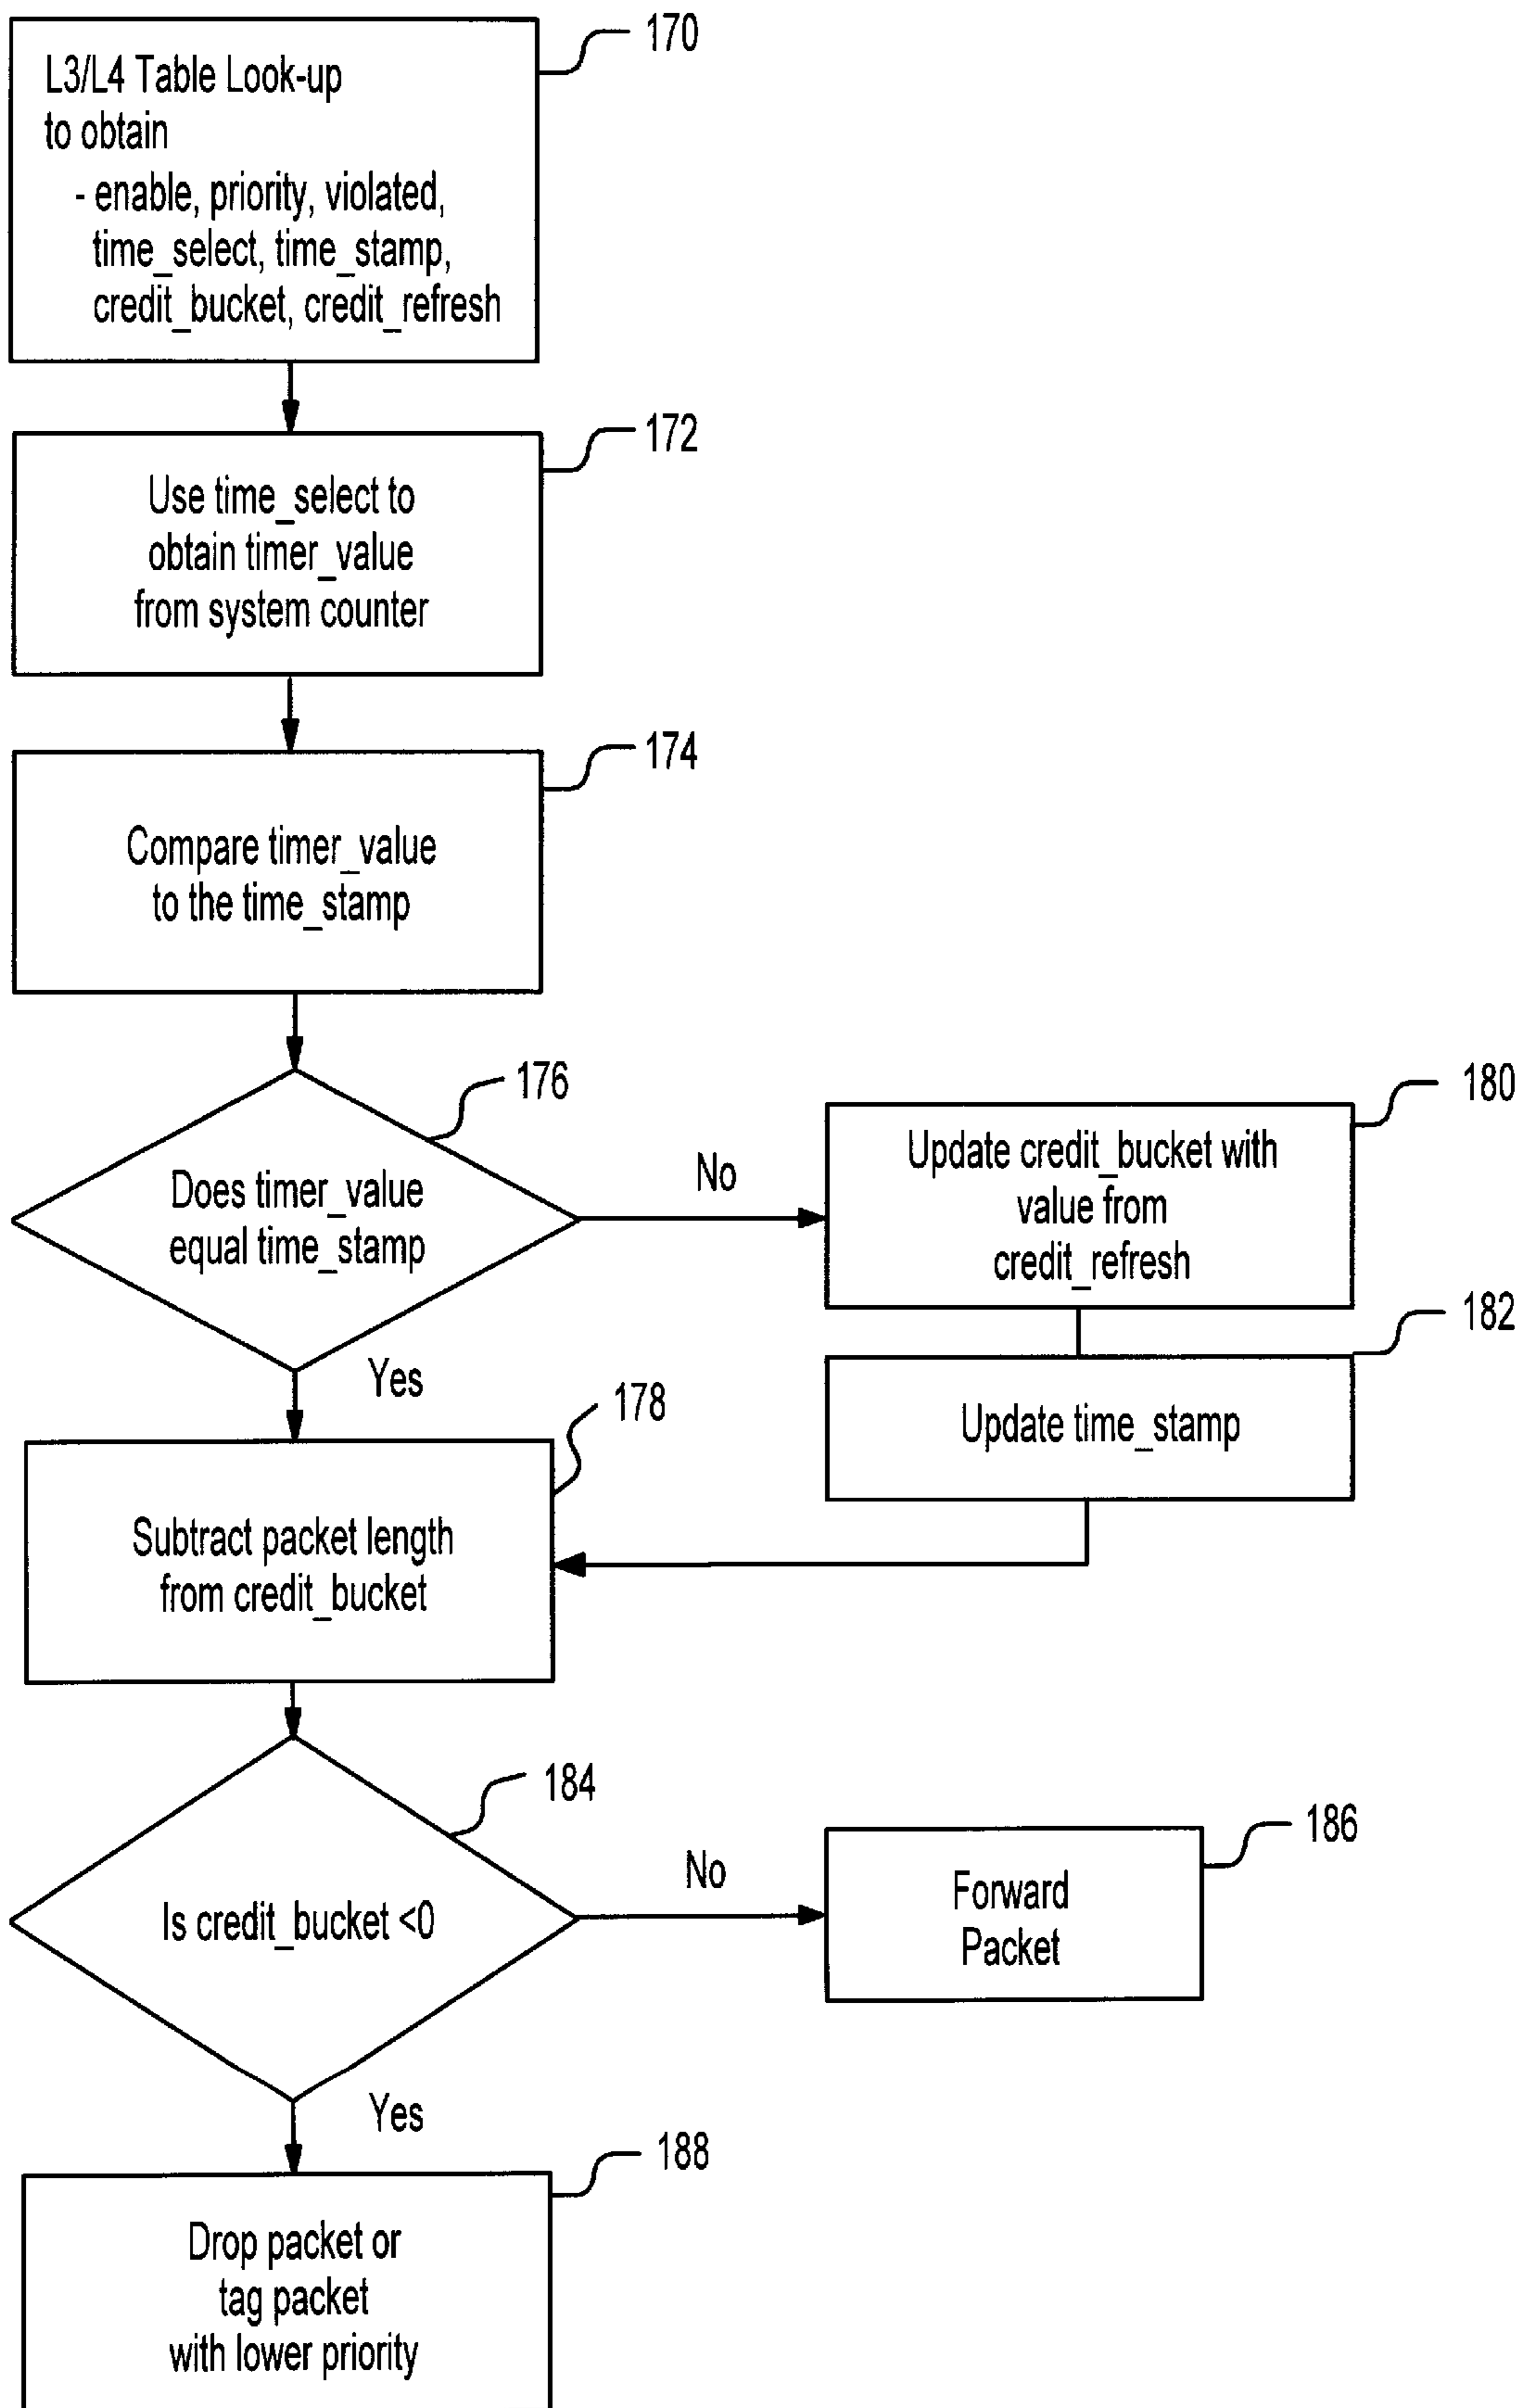 170
L3/L4 Table Look-up
to obtain
- enable, priority, violated,
time_select, time_stamp,
credit_bucket, credit_refresh
172
Use time_select to
obtain timer_value
from system counter
174
Compare timer_value
to the time_stamp
176
Does timer_value
equal time_stamp
No
180
Update credit_bucket with
value from
credit_refresh
182
Update time_stamp
Yes
178
Subtract packet length
from credit_bucket
184
Is credit_bucket <0
No
186
Forward
Packet
Yes
188
Drop packet or
tag packet
with lower priority